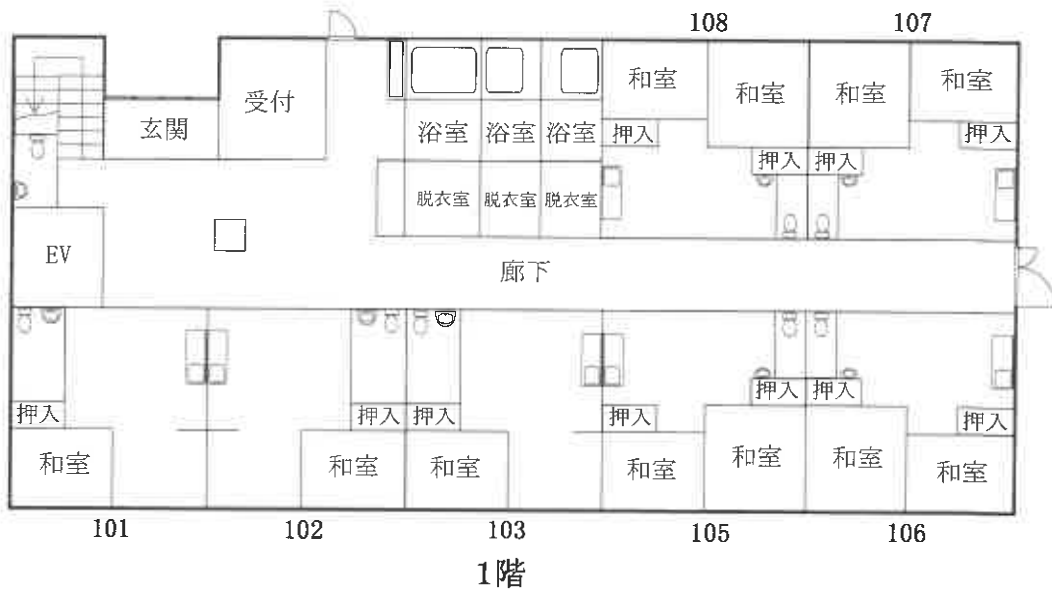 108
107
和室
和室
和室
和室
受付
玄関
浴室
浴室
浴室
押入
押入
押入
押入
脱衣室
脱衣室
脱衣室
EV
廊下
押入
押入
押入
押入
押入
押入
押入
和室
和室
和室
和室
和室
和室
和室
101
102
103
105
106
1階